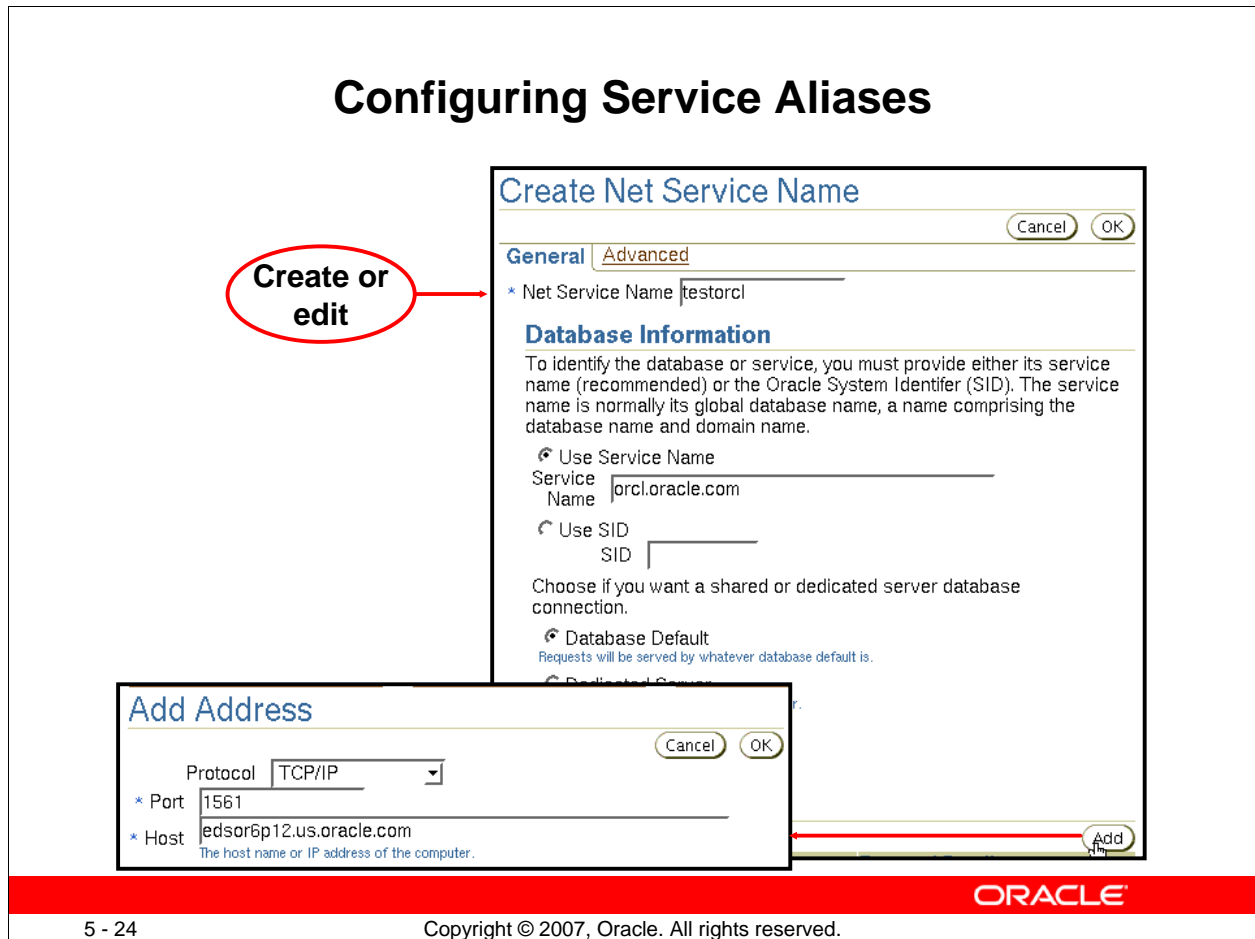 Configuring Service Aliases
Create or
edit
Create Net Service Name
Cancel OK
General Advanced
* Net Service Name testorcl
Database Information
To identify the database or service, you must provide either its service
name (recommended) or the Oracle System Identifer (SID). The service
name is normally its global database name, a name comprising the
database name and domain name.
Use Service Name
Service
Name orcl.oracle.com
Use SID
SID
Choose if you want a shared or dedicated server database
connection.
Database Default
Requests will be served by whatever database default is.
Dedicated Server
r.
Add
Add Address
Cancel OK
Protocol TCP/IP
* Port 1561
* Host edsor6p12.us.oracle.com
The host name or IP address of the computer.
ORACLE
5 - 24 Copyright © 2007, Oracle. All rights reserved.